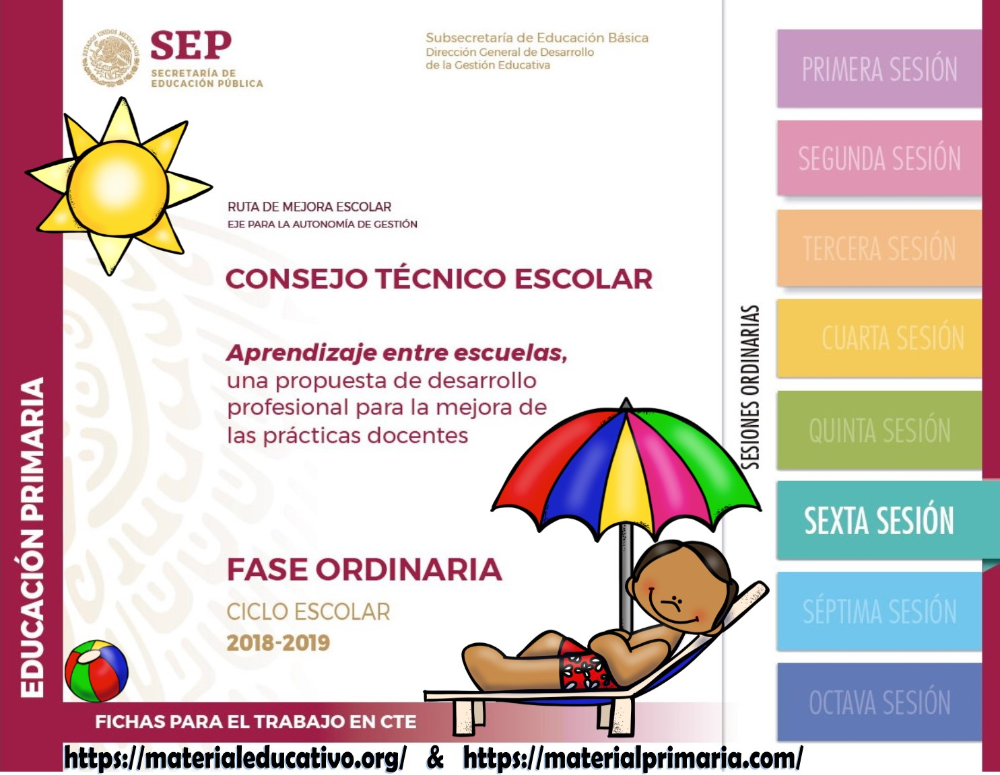 SEP
SECRETARÍA DE
EDUCACIÓN PÚBLICA
Subsecretaría de Educación Básica
Dirección General de Desarrollo
de la Gestión Educativa
RUTA DE MEJORA ESCOLAR
EJE PARA LA AUTONOMÍA DE GESTIÓN
CONSEJO TÉCNICO ESCOLAR
Aprendizaje entre escuelas,
una propuesta de desarrollo
profesional para la mejora de
las prácticas docentes
FASE ORDINARIA
CICLO ESCOLAR
2018-2019
EDUCACIÓN PRIMARIA
FICHAS PARA EL TRABAJO EN CTE
https://materialeducativo.org/ & https://materialprimaria.com/
SESIONES ORDINARIAS
PRIMERA SESIÓN
SEGUNDA SESIÓN
TERCERA SESIÓN
CUARTA SESIÓN
QUINTA SESIÓN
SEXTA SESIÓN
SÉPTIMA SESIÓN
OCTAVA SESIÓN
ESTADOS UNIDOS MEXICANOS